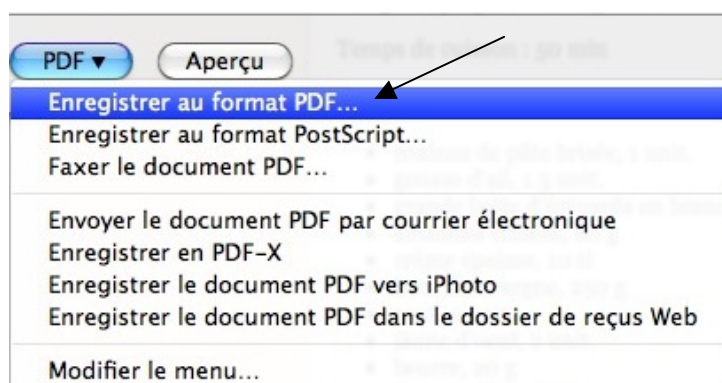 Temps de cuisson : 50 min
PDF ▼ Aperçu
Enregistrer au format PDF...
Enregistrer au format PostScript...
Faxer le document PDF...
Envoyer le document PDF par courrier électronique
Enregistrer en PDF-X
Enregistrer le document PDF vers iPhoto
Enregistrer le document PDF dans le dossier de reçus Web
Modifier le menu...